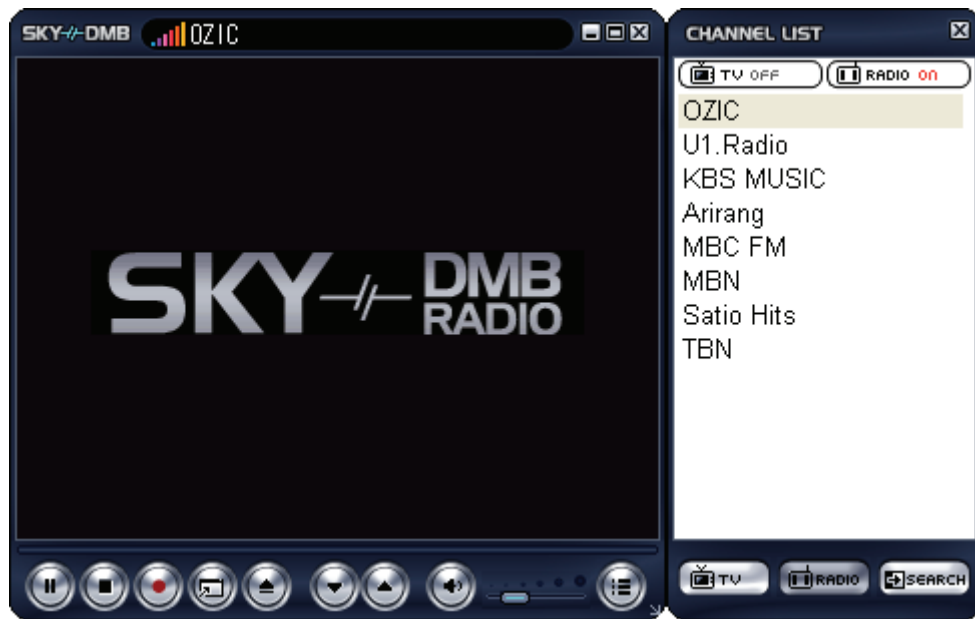 SKY DMB OZIC
SKY DMB
RADIO
CHANNEL LIST
TV OFF RADIO ON
OZIC
U1.Radio
KBS MUSIC
Arirang
MBC FM
MBN
Satio Hits
TBN
TV RADIO SEARCH